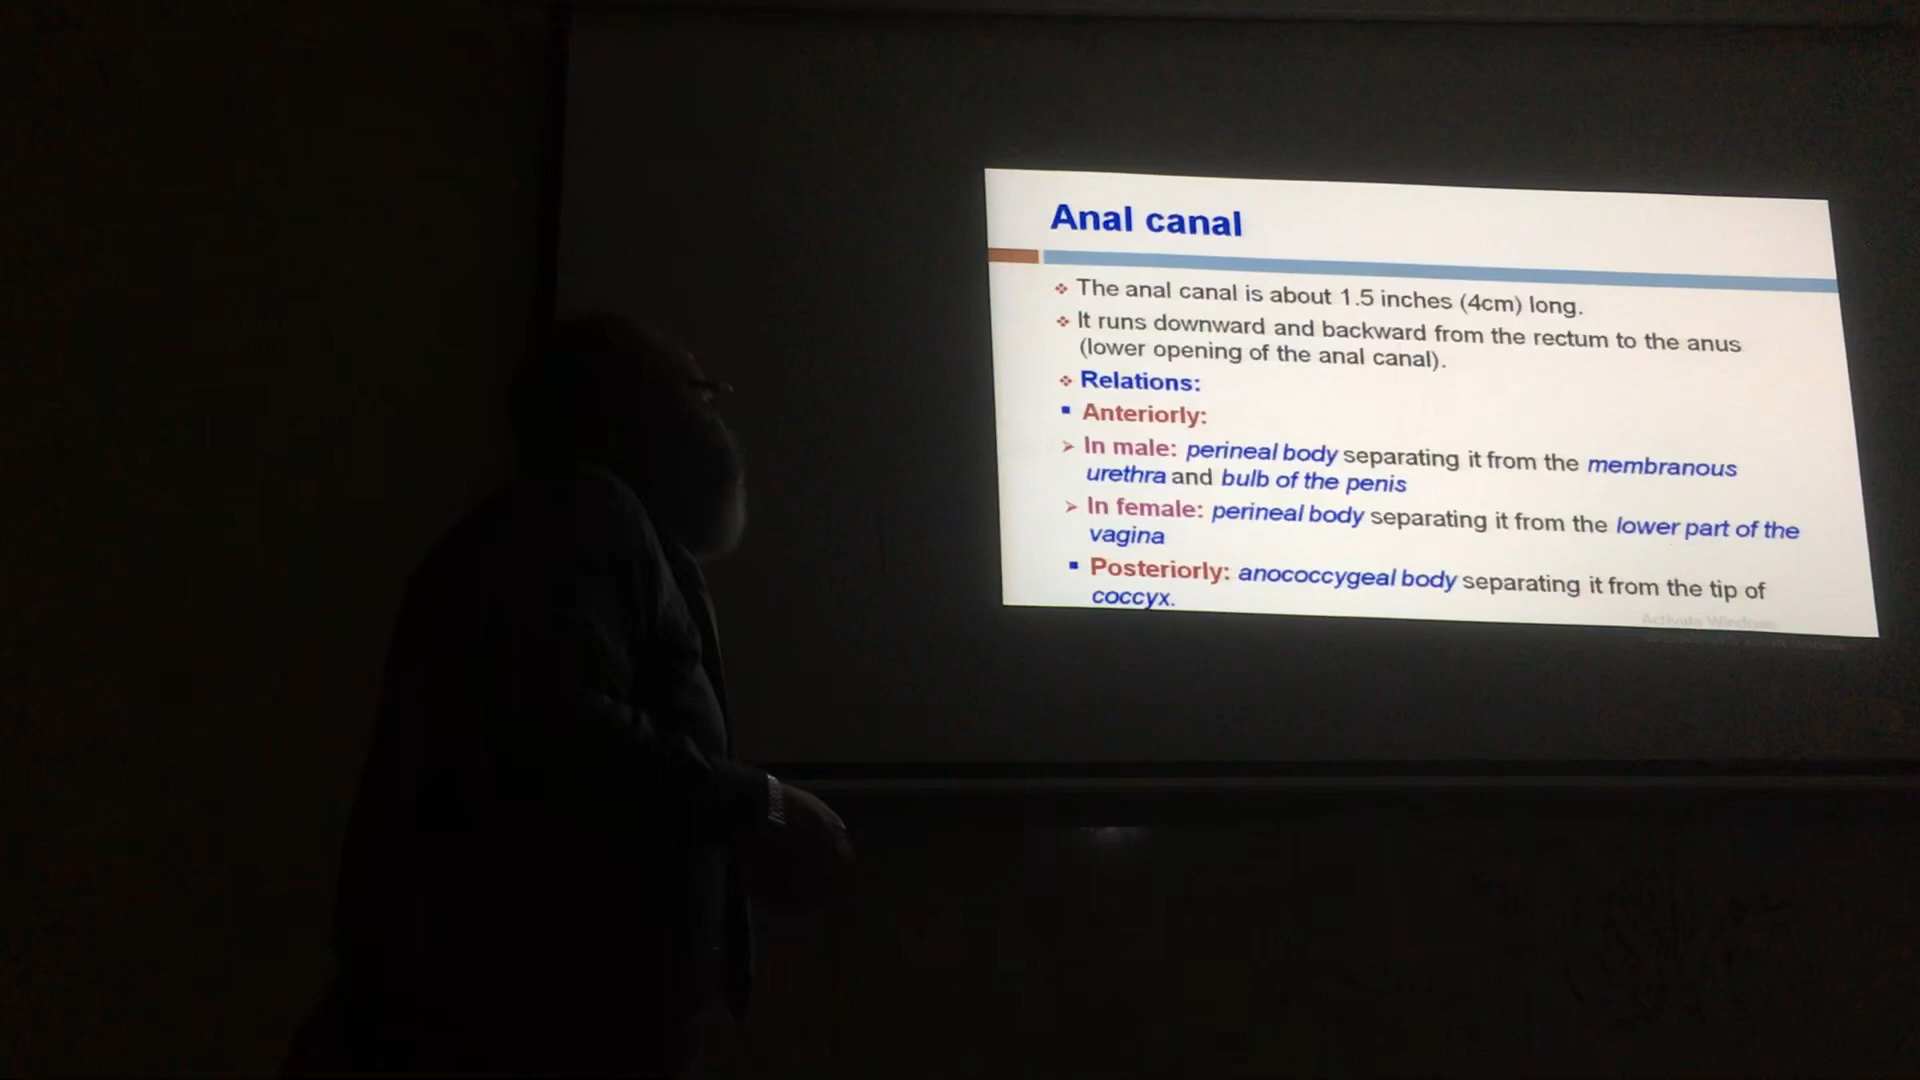 Anal canal
❖ The anal canal is about 1.5 inches (4cm) long.
❖ It runs downward and backward from the rectum to the anus
(lower opening of the anal canal).
❖ Relations:
▪ Anteriorly:
➢ In male: perineal body separating it from the membranous
urethra and bulb of the penis
➢ In female: perineal body separating it from the lower part of the
vagina
▪ Posteriorly: anococcygeal body separating it from the tip of
coccyx.
Activate Windows